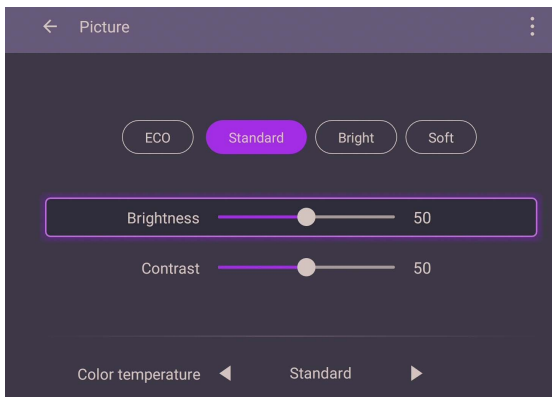 Picture
ECO Standard Bright Soft
Brightness 50
Contrast 50
Color temperature Standard